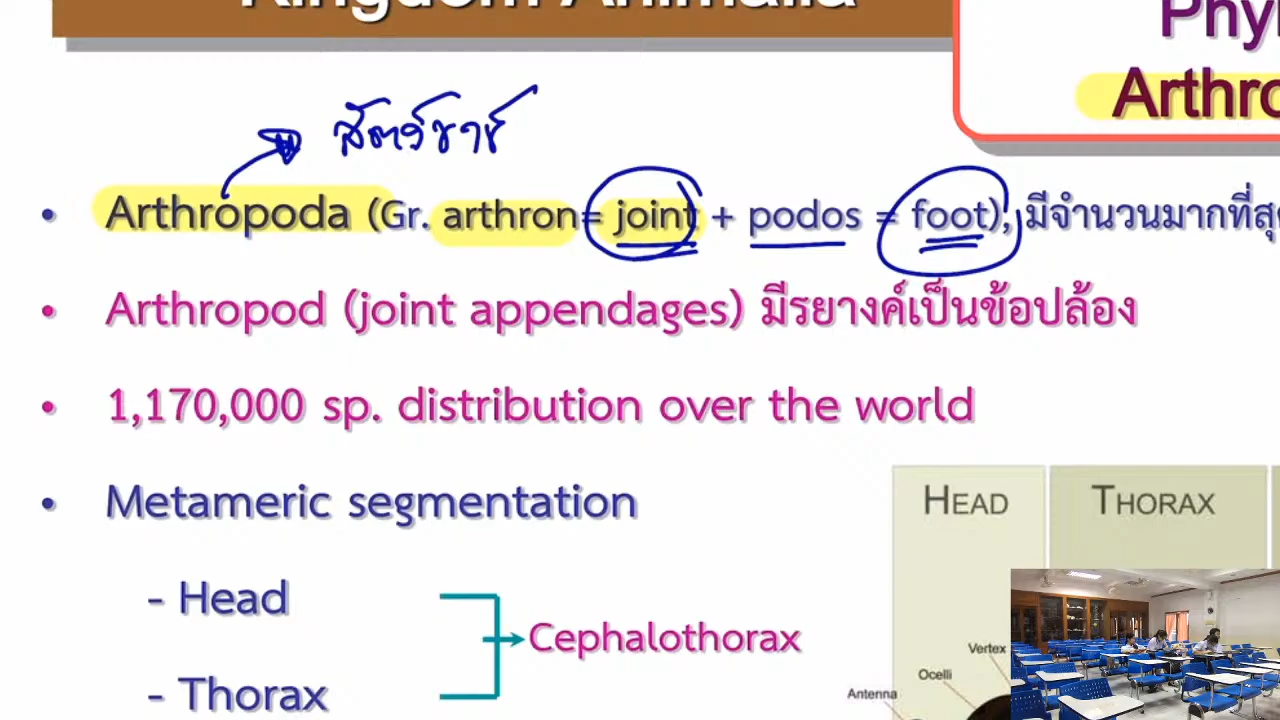 Kingdom Animalia
Phyl
Arthro
สัตว์ขาข้
• Arthropoda (Gr. arthron= joint + podos = foot), มีจำนวนมากที่สุ
• Arthropod (joint appendages) มีรยางค์เป็นข้อปล้อง
• 1,170,000 sp. distribution over the world
• Metameric segmentation
HEAD THORAX
- Head
Cephalothorax
- Thorax
Vertex
Ocelli
Antenna